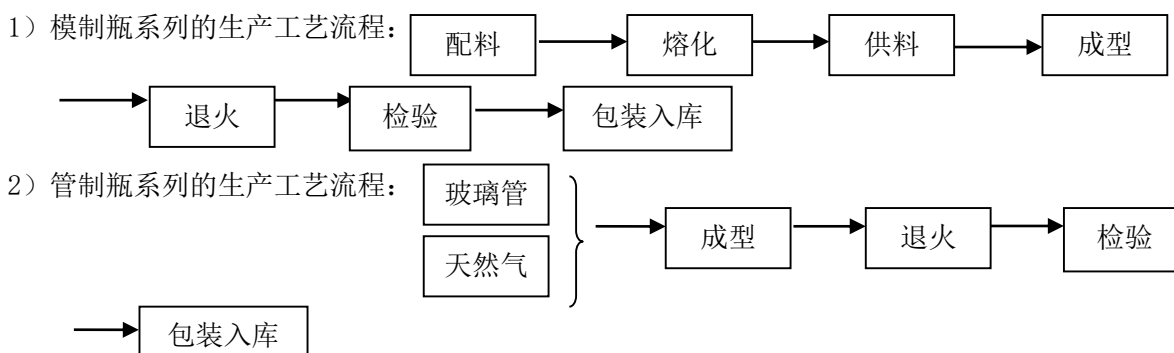 1）模制瓶系列的生产工艺流程： 配料 熔化 供料 成型
退火 检验 包装入库
2）管制瓶系列的生产工艺流程： 玻璃管
天然气
成型 退火 检验
包装入库